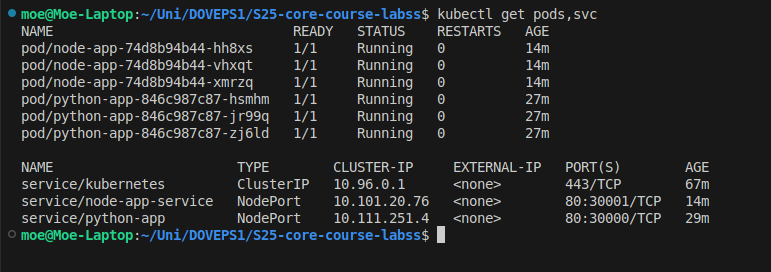 moe@Moe-Laptop:~/Uni/DOVEPS1/S25-core-course-labss$ kubectl get pods,svc
NAME                            READY   STATUS    RESTARTS   AGE
pod/node-app-74d8b94b44-hh8xs   1/1     Running   0          14m
pod/node-app-74d8b94b44-vhxqt   1/1     Running   0          14m
pod/node-app-74d8b94b44-xmrzq   1/1     Running   0          14m
pod/python-app-846c987c87-hsmhm   1/1     Running   0          27m
pod/python-app-846c987c87-jr99q   1/1     Running   0          27m
pod/python-app-846c987c87-zj6ld   1/1     Running   0          27m
NAME                       TYPE        CLUSTER-IP     EXTERNAL-IP   PORT(S)        AGE
service/kubernetes         ClusterIP   10.96.0.1      <none>        443/TCP        67m
service/node-app-service   NodePort    10.101.20.76   <none>        80:30001/TCP   14m
service/python-app         NodePort    10.111.251.4   <none>        80:30000/TCP   29m
moe@Moe-Laptop:~/Uni/DOVEPS1/S25-core-course-labss$